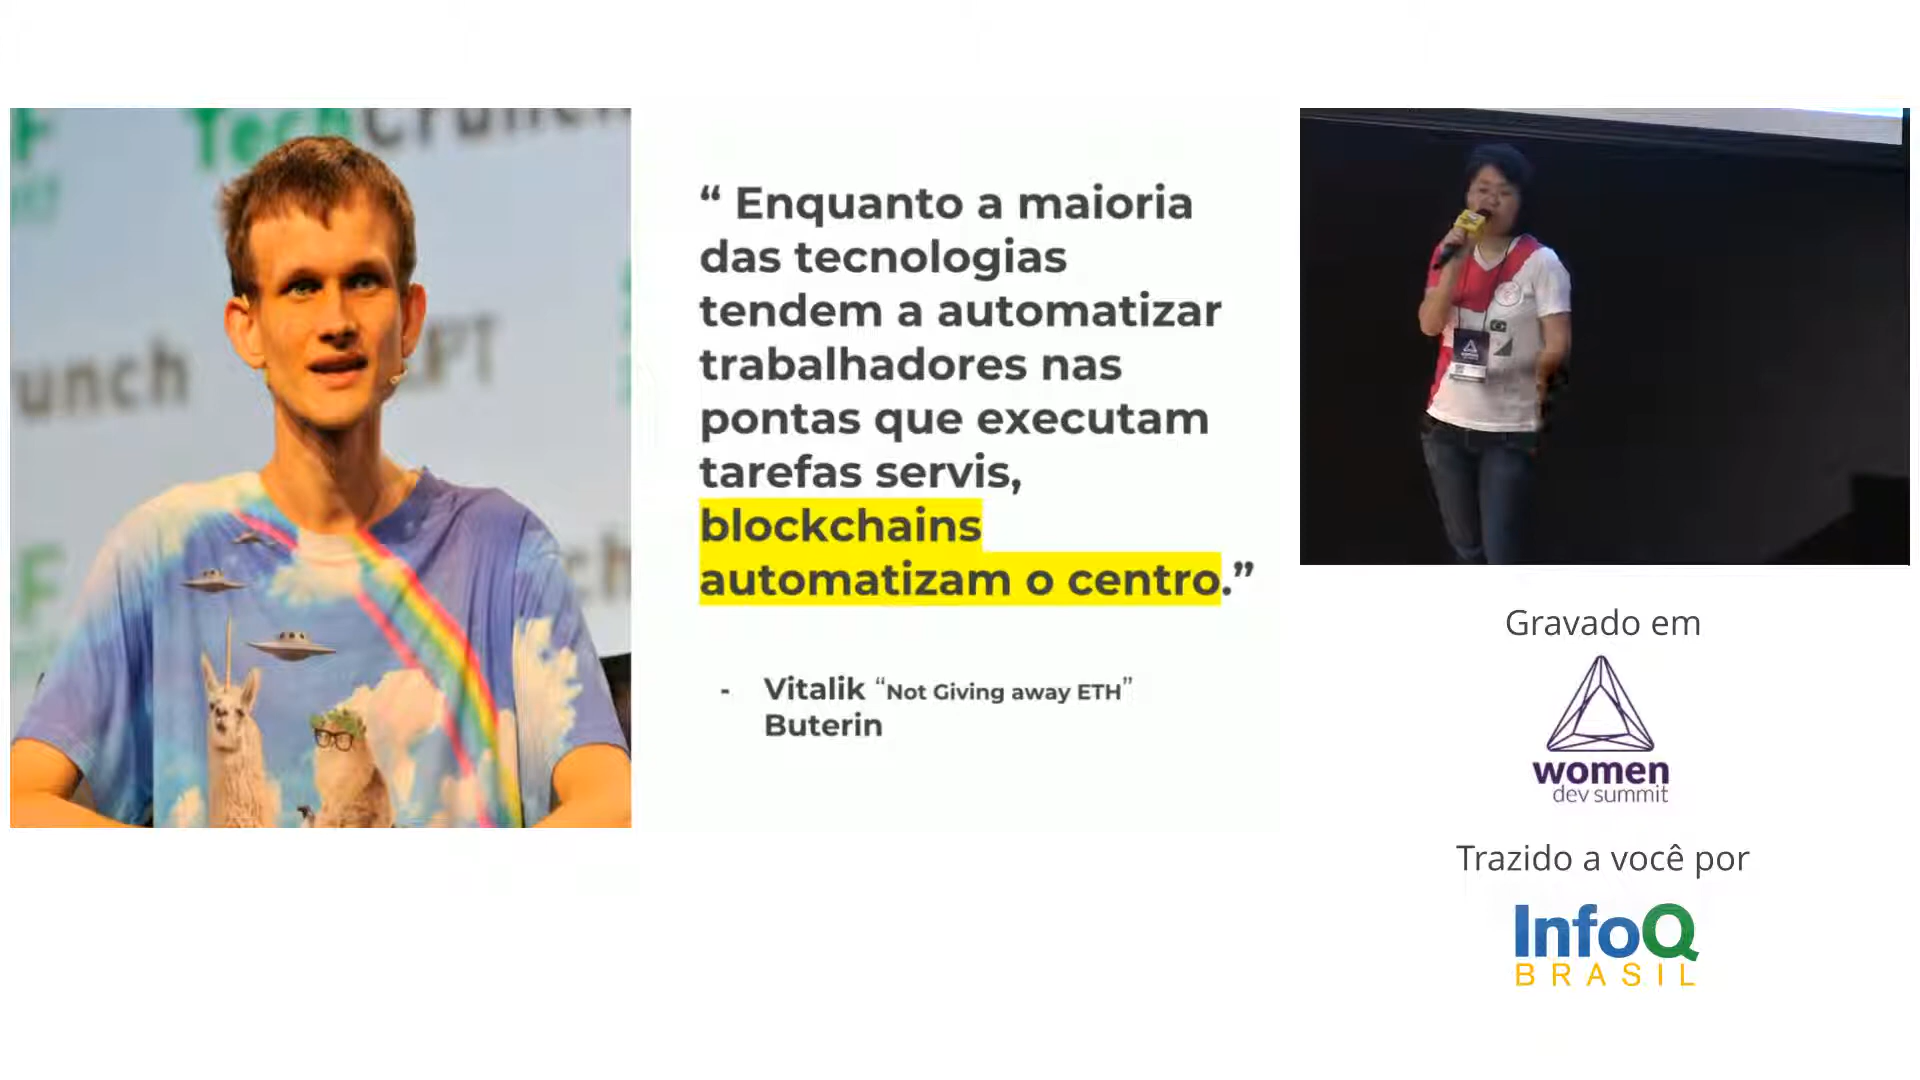 TechCrunch
“ Enquanto a maioria
das tecnologias
tendem a automatizar
trabalhadores nas
pontas que executam
tarefas servis,
blockchains
automatizam o centro.”
- Vitalik “Not Giving away ETH”
Buterin
Gravado em
women
dev summit
Trazido a você por
InfoQ
BRASIL